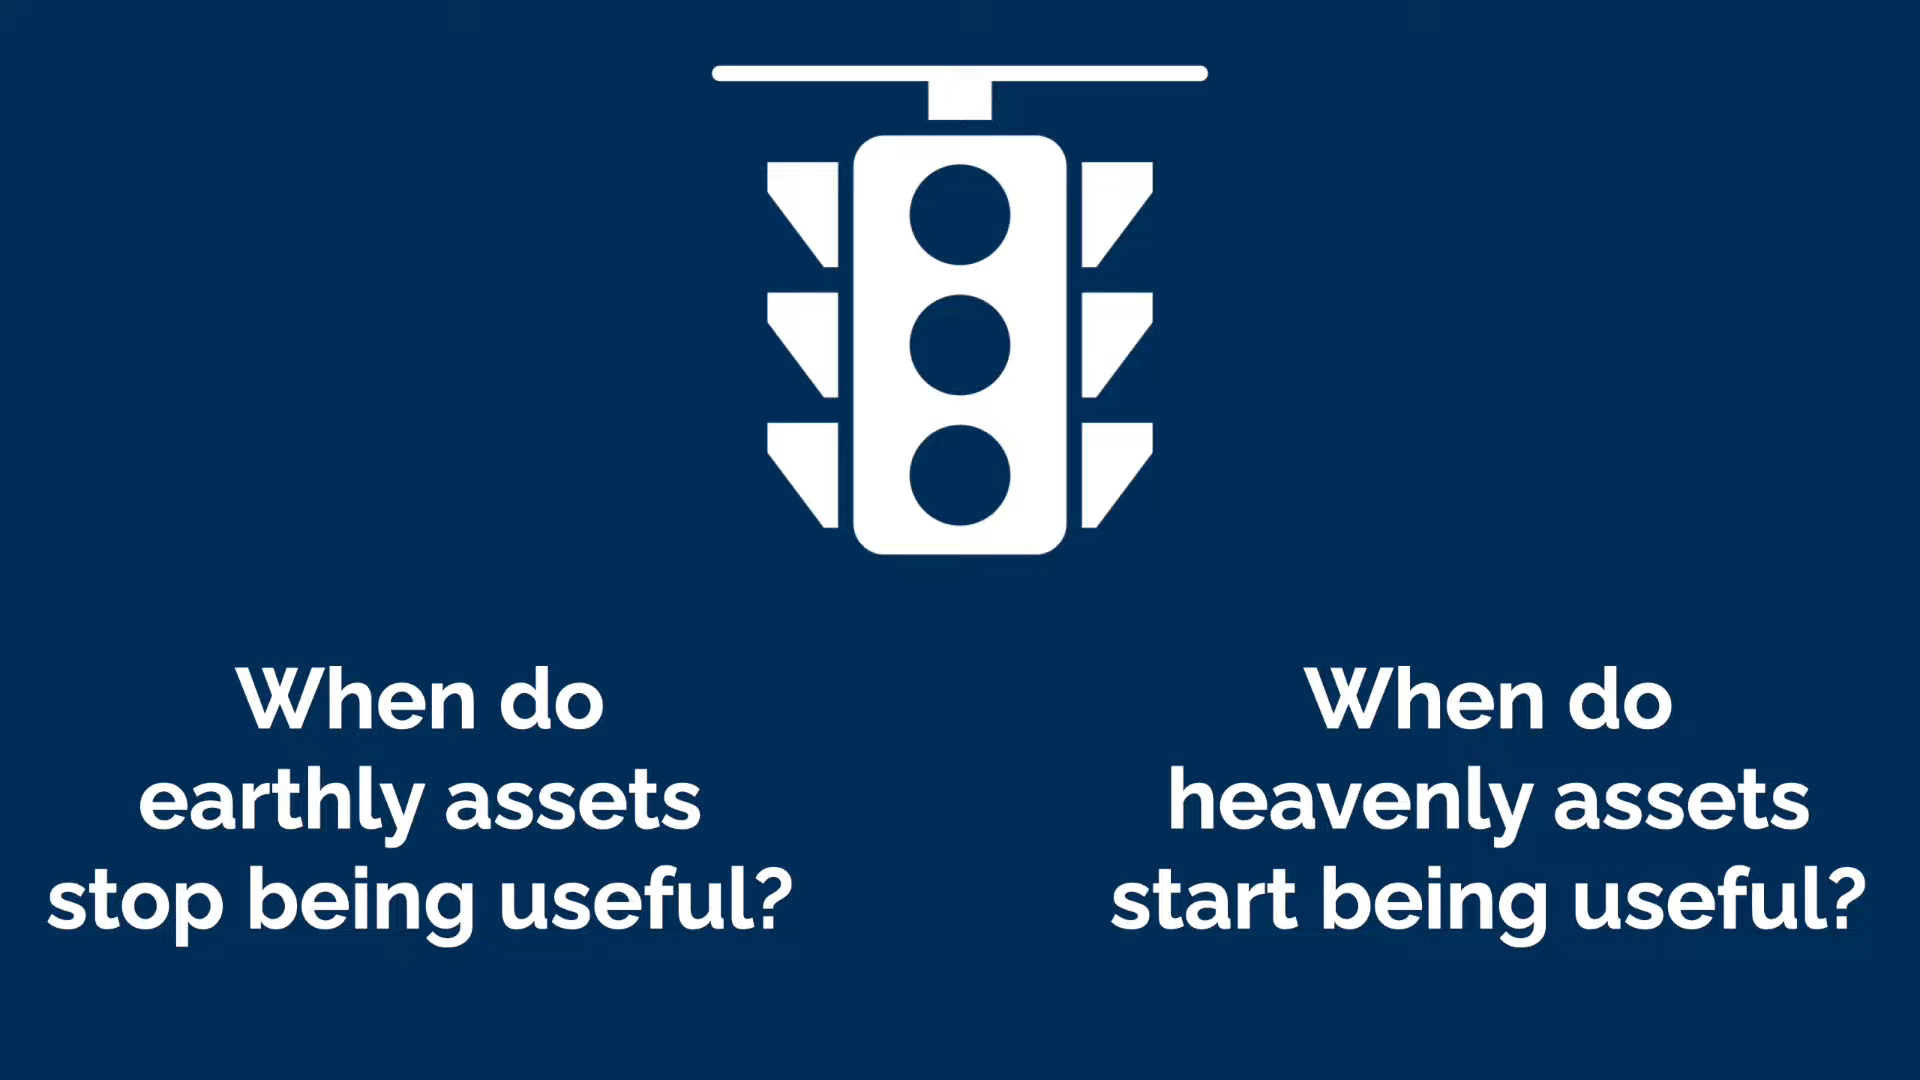 When do
earthly assets
stop being useful?
When do
heavenly assets
start being useful?